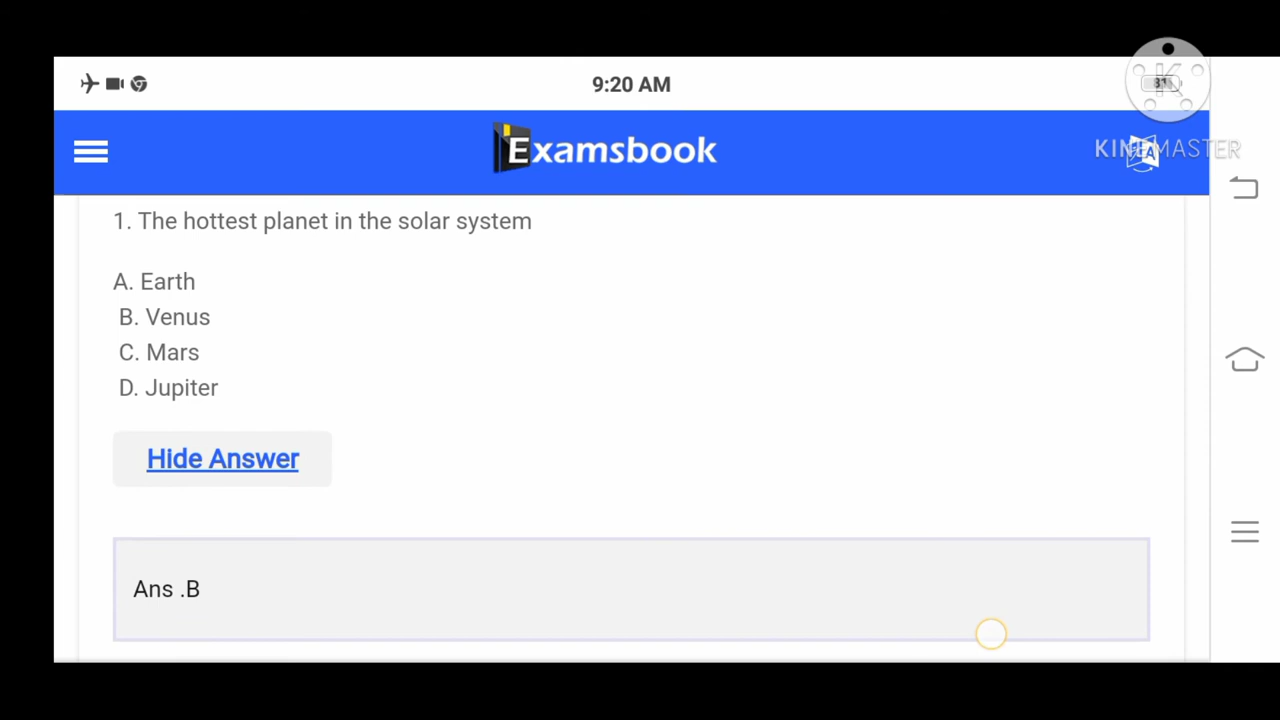 9:20 AM
31
Examsbook
KINEMASTER
1. The hottest planet in the solar system
A. Earth
B. Venus
C. Mars
D. Jupiter
Hide Answer
Ans .B